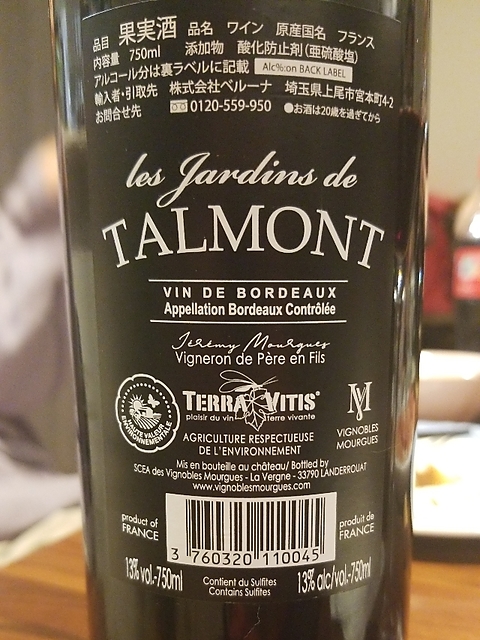 品目 果実酒 品名 ワイン 原産国名 フランス
内容量 750ml 添加物 酸化防止剤(亜硫酸塩)
アルコール分は裏ラベルに記載 Alc%:on BACK LABEL
輸入者・引取先 株式会社ベルーナ 埼玉県上尾市宮本町4-2
お問合せ先 0120-559-950 ●お酒は20歳を過ぎてから
les Jardins de
TALMONT
VIN DE BORDEAUX
Appellation Bordeaux Contrôlée
Jérémy Mourgues
Vigneron de Père en Fils
HAUTE VALEUR ENVIRONNEMENTALE
TERRA VITIS®
plaisir du vin terre vivante
VM
VIGNOBLES
MOURGUES
AGRICULTURE RESPECTUEUSE
DE L'ENVIRONNEMENT
Mis en bouteille au château/ Bottled by
SCEA des Vignobles Mourgues - La Vergne - 33790 LANDERROUAT
www.vignoblesmourgues.com
product of
FRANCE
produit de
FRANCE
3 760320 110045
13% vol.-750ml
Contient du Sulfites
Contains Sulfites
13% alc/vol.-750ml